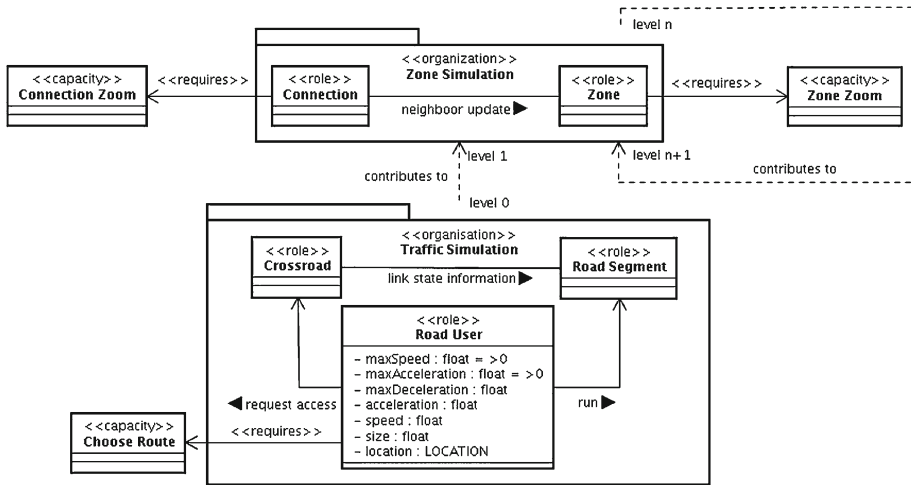 level n
<<organization>>
Zone Simulation
<<capacity>>
Connection Zoom
<<requires>>
<<role>>
Connection
neighboor update
<<role>>
Zone
<<requires>>
<<capacity>>
Zone Zoom
level 1
level n+1
contributes to
contributes to
level 0
<<organisation>>
Traffic Simulation
<<role>>
Crossroad
link state information
<<role>>
Road Segment
<<role>>
Road User
- maxSpeed : float = >0
- maxAcceleration : float = >0
- maxDeceleration : float
- acceleration : float
- speed : float
- size : float
- location : LOCATION
request access
run
<<requires>>
<<capacity>>
Choose Route